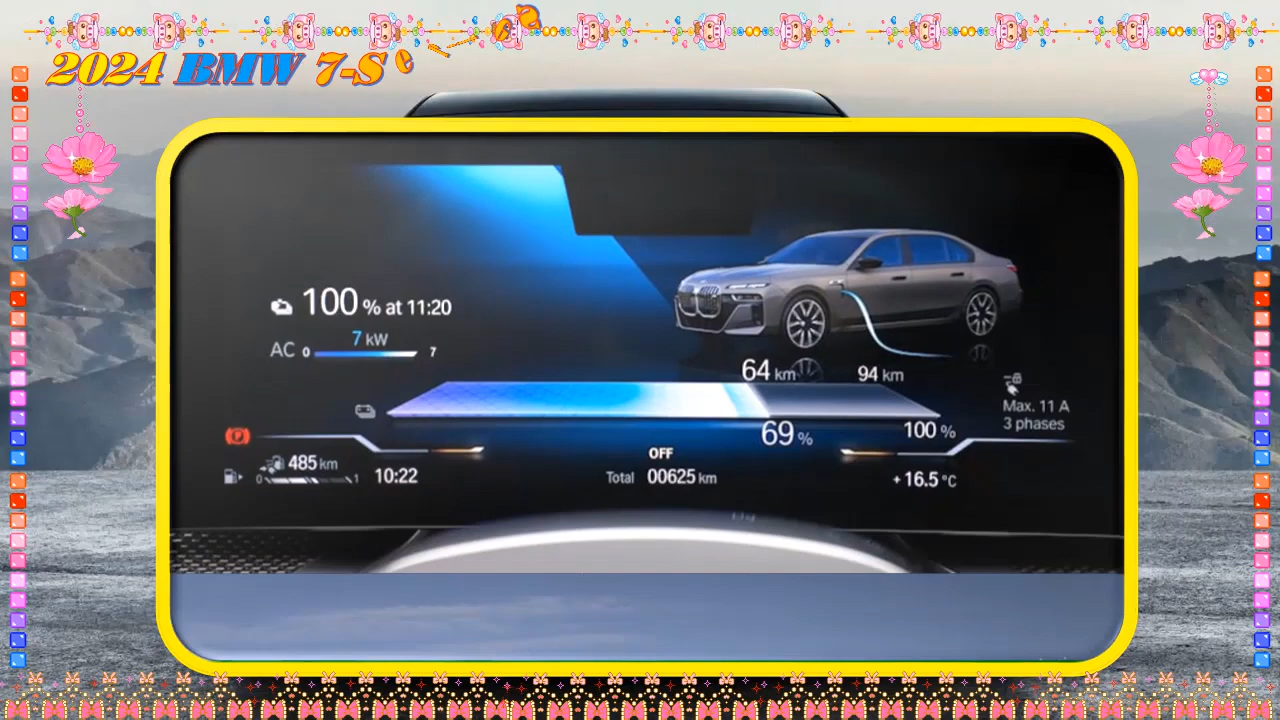 2024 BMW 7-S
100 % at 11:20
7 kW
AC 0 7
64 km 94 km
Max. 11 A
3 phases
69 % 100 %
OFF
485 km
0 1
10:22
Total 00625 km
+ 16.5 °C